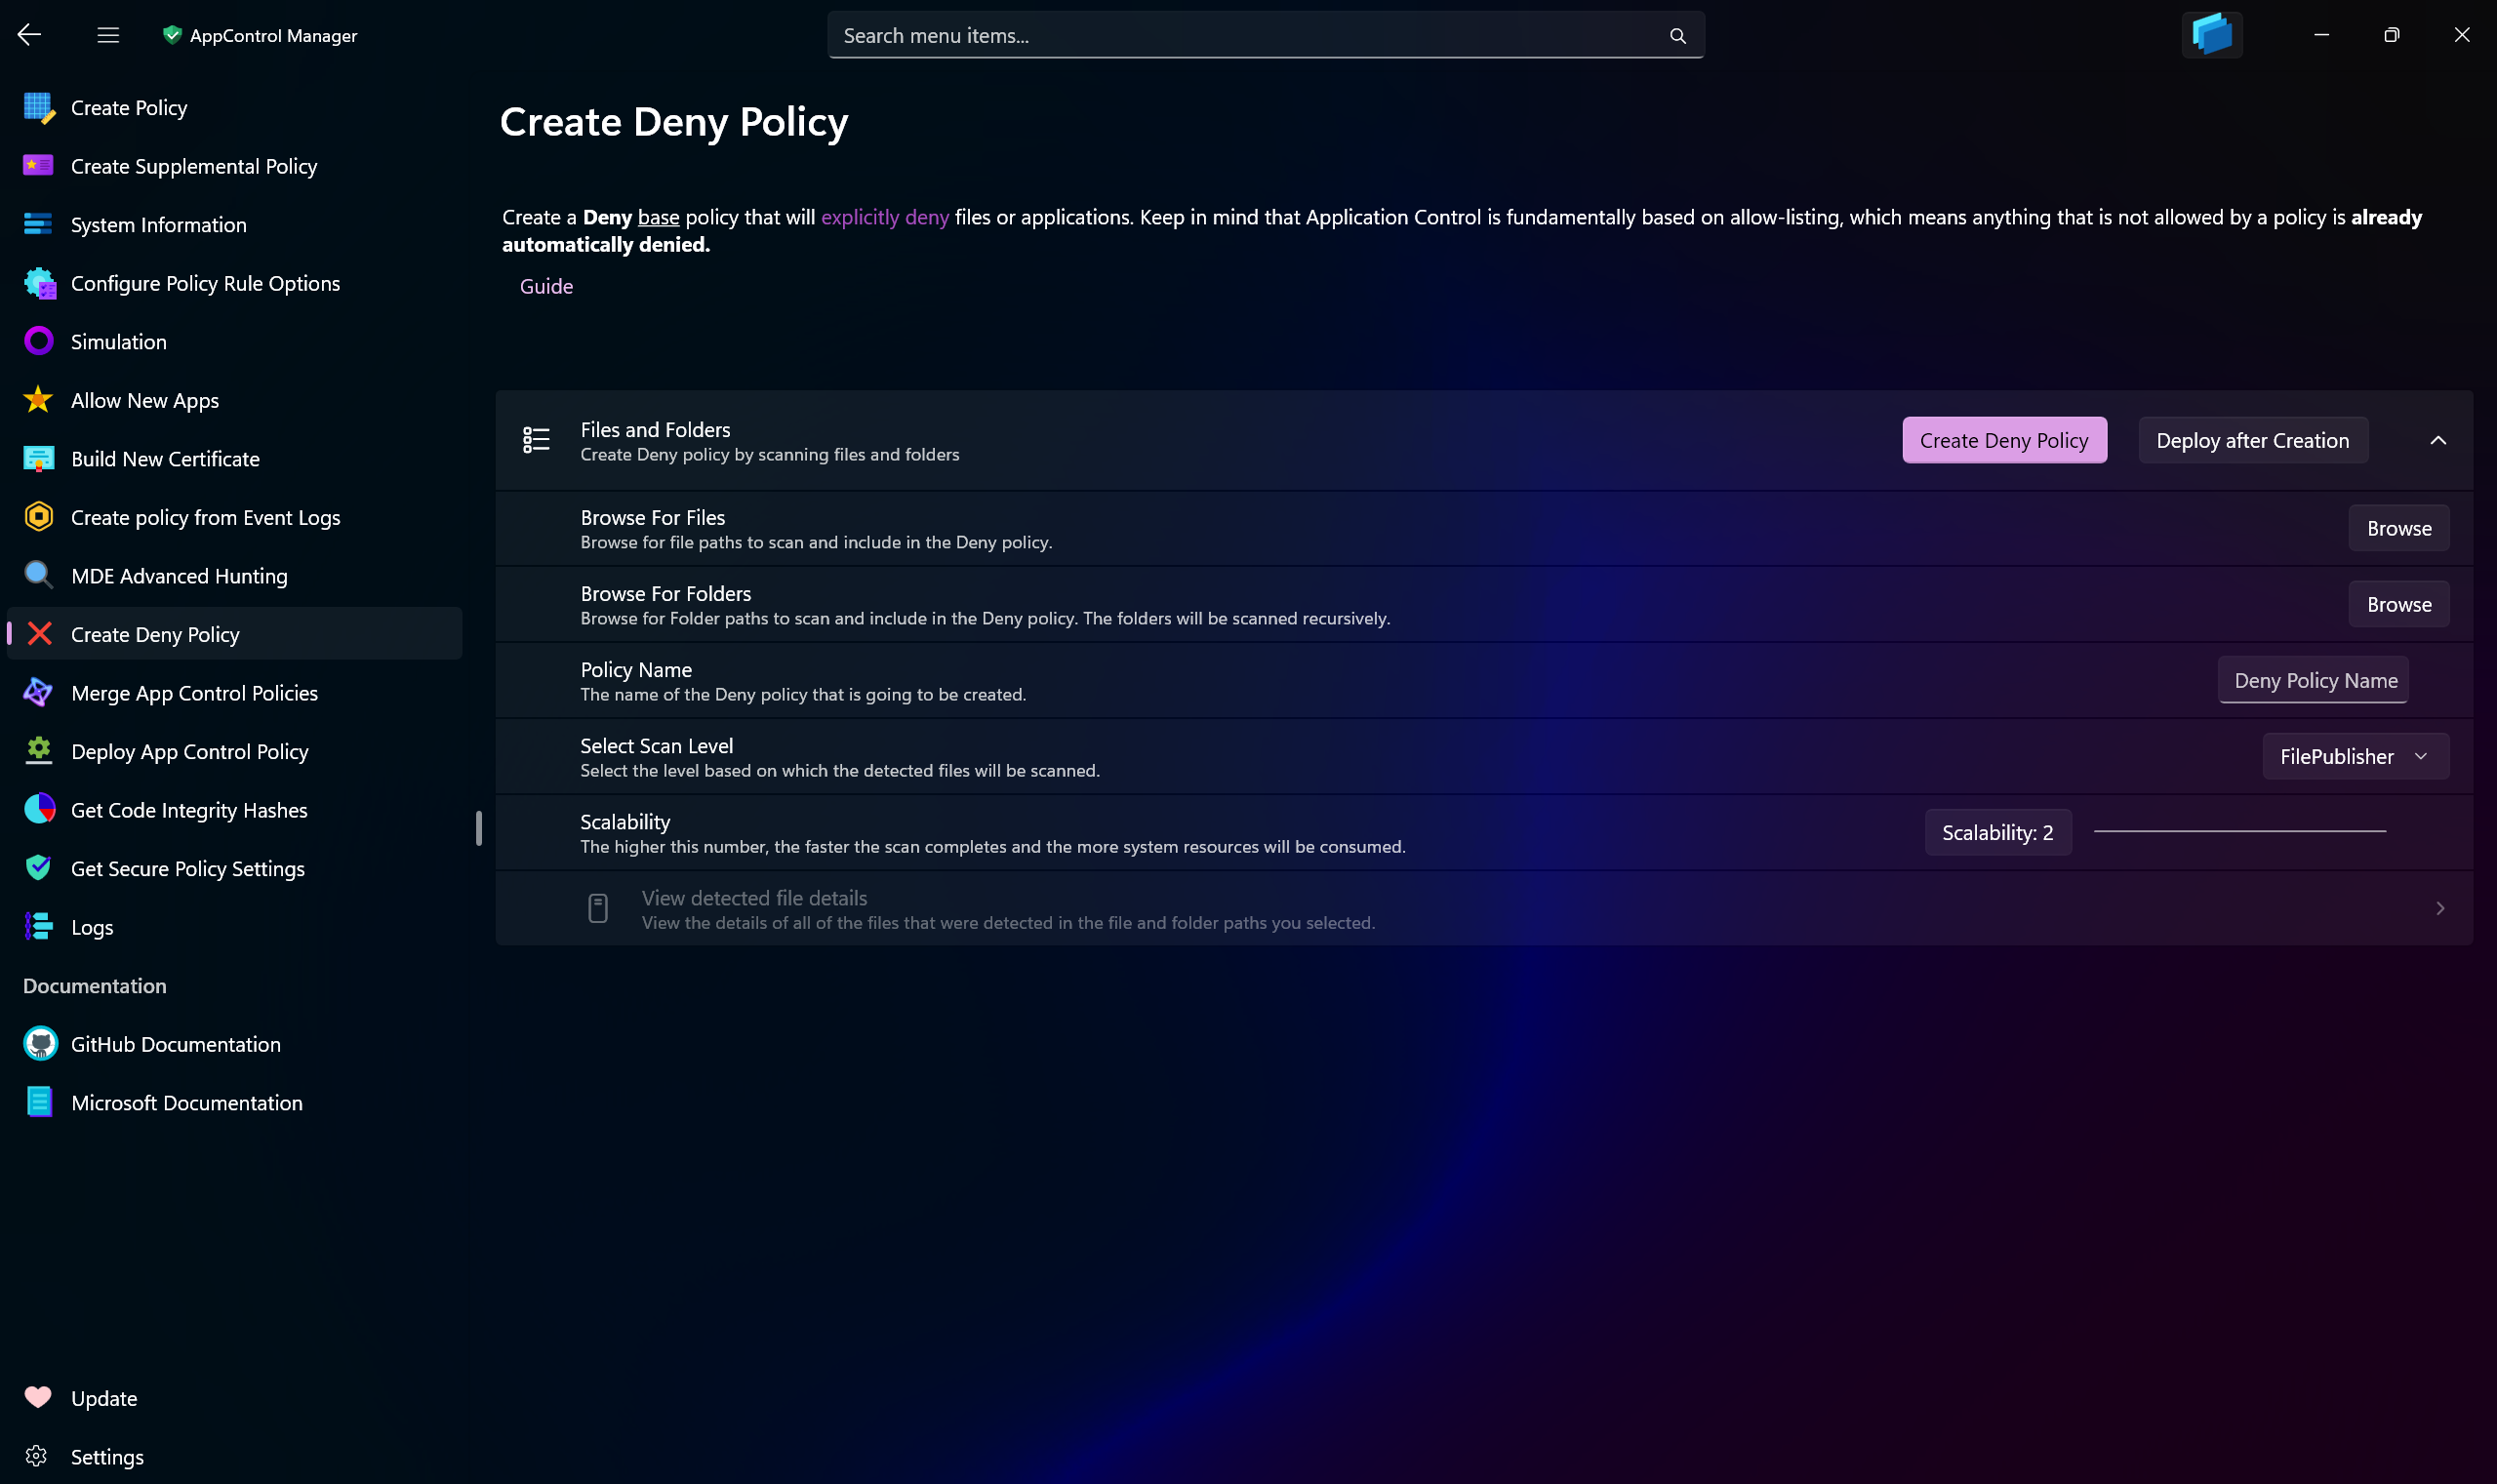 AppControl Manager
Search menu items...
Create Policy
Create Supplemental Policy
System Information
Configure Policy Rule Options
Simulation
Allow New Apps
Build New Certificate
Create policy from Event Logs
MDE Advanced Hunting
Create Deny Policy
Merge App Control Policies
Deploy App Control Policy
Get Code Integrity Hashes
Get Secure Policy Settings
Logs
Documentation
GitHub Documentation
Microsoft Documentation
Update
Settings
Create Deny Policy
Create a Deny base policy that will explicitly deny files or applications. Keep in mind that Application Control is fundamentally based on allow-listing, which means anything that is not allowed by a policy is already
automatically denied.
Guide
Files and Folders
Create Deny policy by scanning files and folders
Create Deny Policy
Deploy after Creation
Browse For Files
Browse for file paths to scan and include in the Deny policy.
Browse
Browse For Folders
Browse for Folder paths to scan and include in the Deny policy. The folders will be scanned recursively.
Browse
Policy Name
The name of the Deny policy that is going to be created.
Deny Policy Name
Select Scan Level
Select the level based on which the detected files will be scanned.
FilePublisher
Scalability
The higher this number, the faster the scan completes and the more system resources will be consumed.
Scalability: 2
View detected file details
View the details of all of the files that were detected in the file and folder paths you selected.